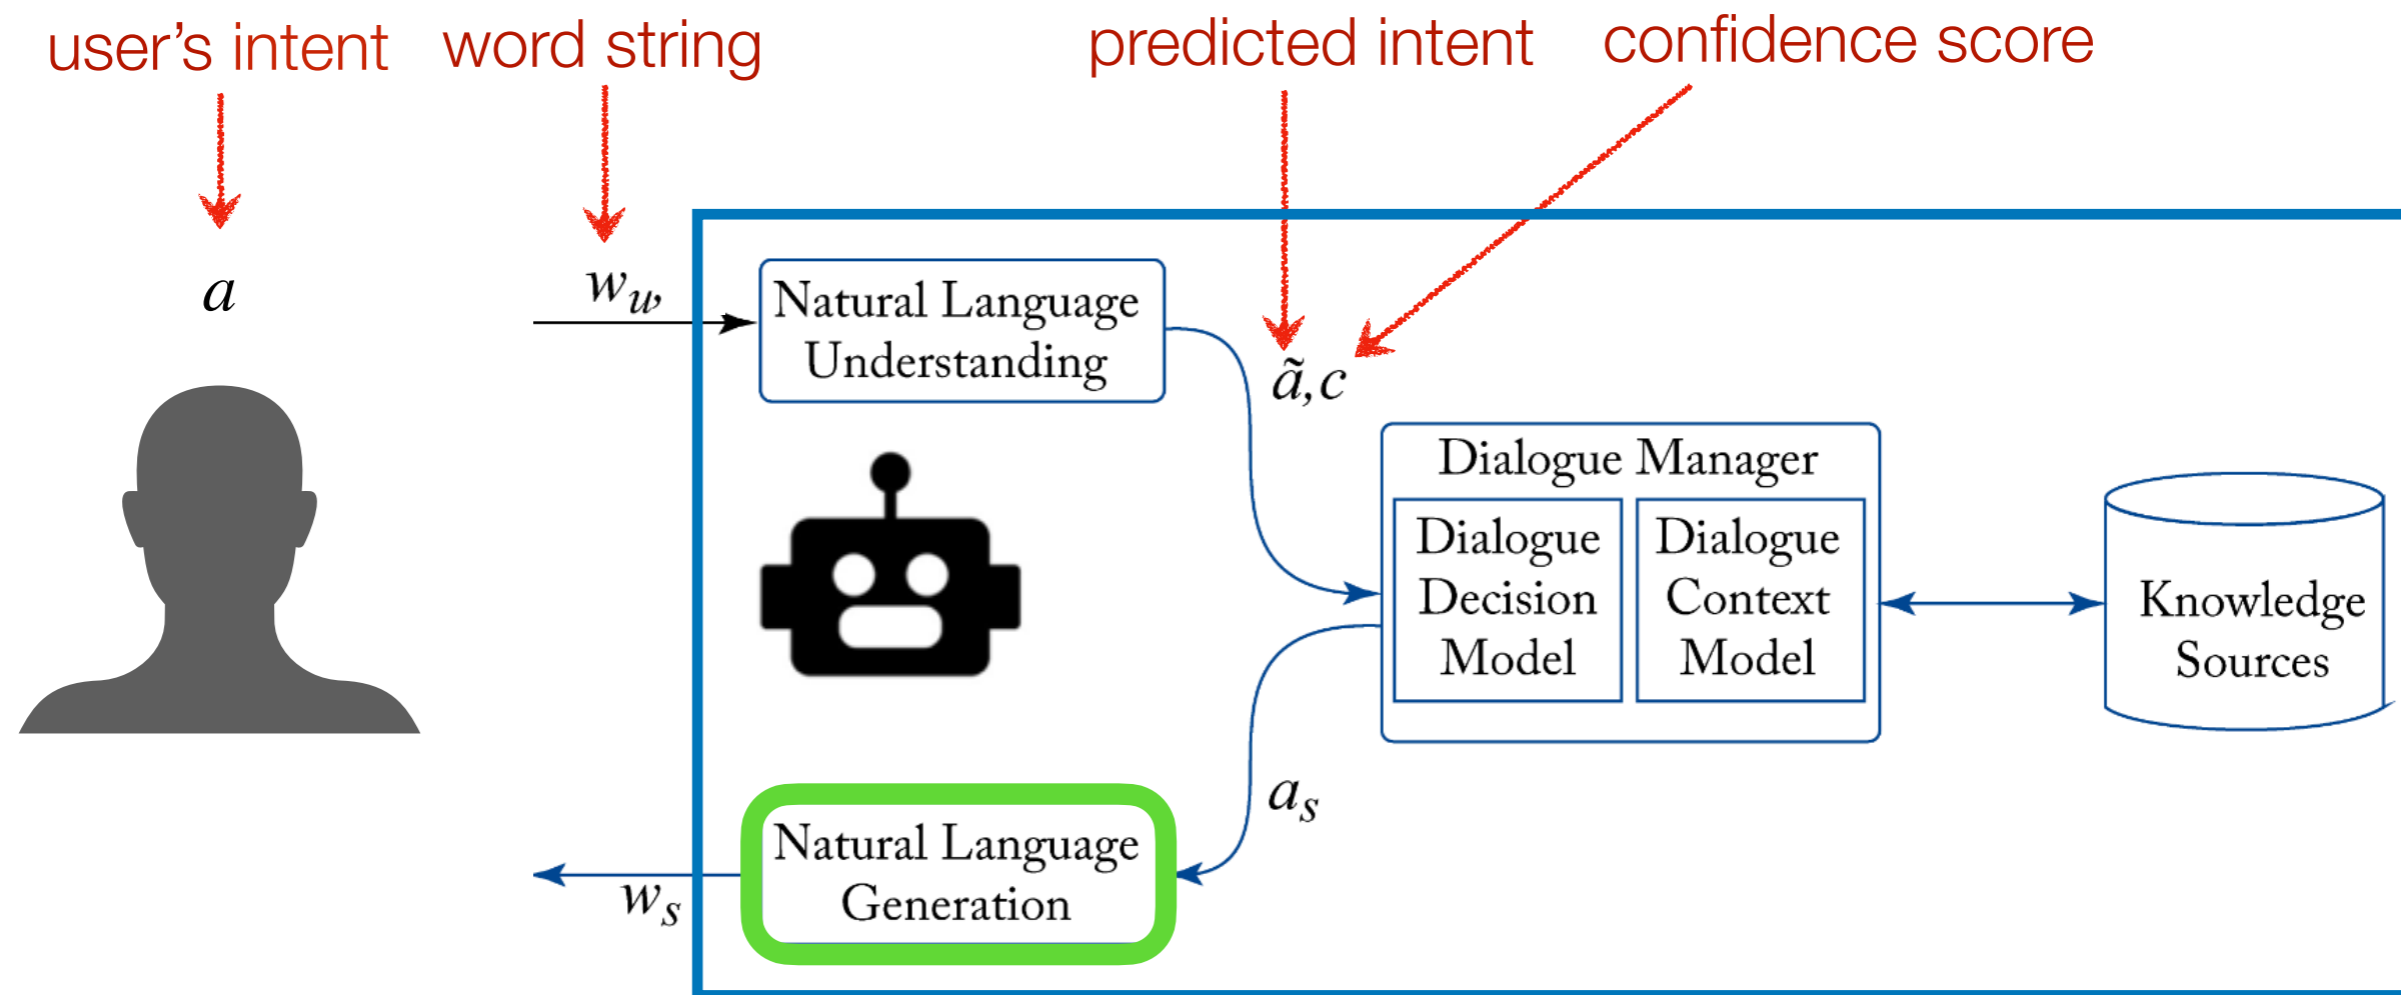 user's intent
word string
predicted intent
confidence score
a
w_u,
Natural Language
Understanding
ã,c
Dialogue Manager
Dialogue
Decision
Model
Dialogue
Context
Model
Knowledge
Sources
a_s
Natural Language
Generation
w_s